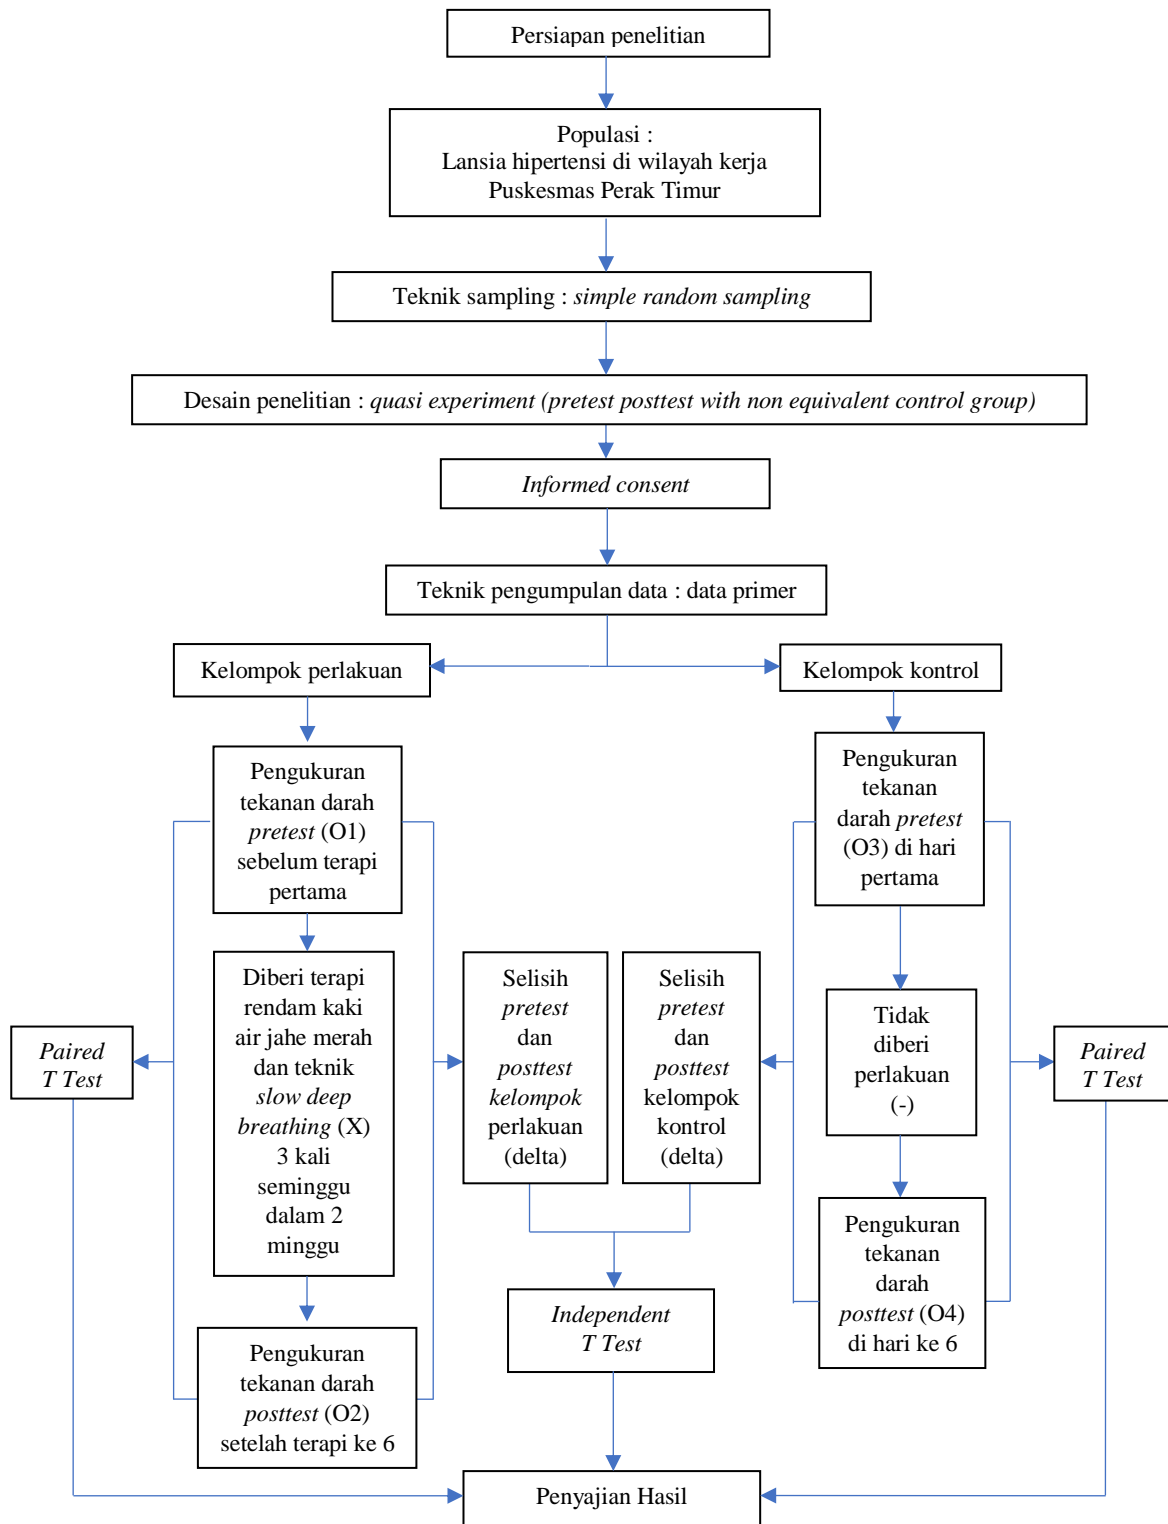 Persiapan penelitian
Populasi :
Lansia hipertensi di wilayah kerja
Puskesmas Perak Timur
Teknik sampling : simple random sampling
Desain penelitian : quasi experiment (pretest posttest with non equivalent control group)
Informed consent
Teknik pengumpulan data : data primer
Kelompok perlakuan
Kelompok kontrol
Pengukuran
tekanan darah
pretest (O1)
sebelum terapi
pertama
Pengukuran
tekanan
darah pretest
(O3) di hari
pertama
Diberi terapi
rendam kaki
air jahe merah
dan teknik
slow deep
breathing (X)
3 kali
seminggu
dalam 2
minggu
Selisih
pretest
dan
posttest
kelompok
perlakuan
(delta)
Selisih
pretest
dan
posttest
kelompok
kontrol
(delta)
Tidak
diberi
perlakuan
(-)
Paired
T Test
Paired
T Test
Pengukuran
tekanan darah
posttest (O2)
setelah terapi ke 6
Independent
T Test
Pengukuran
tekanan
darah
posttest (O4)
di hari ke 6
Penyajian Hasil